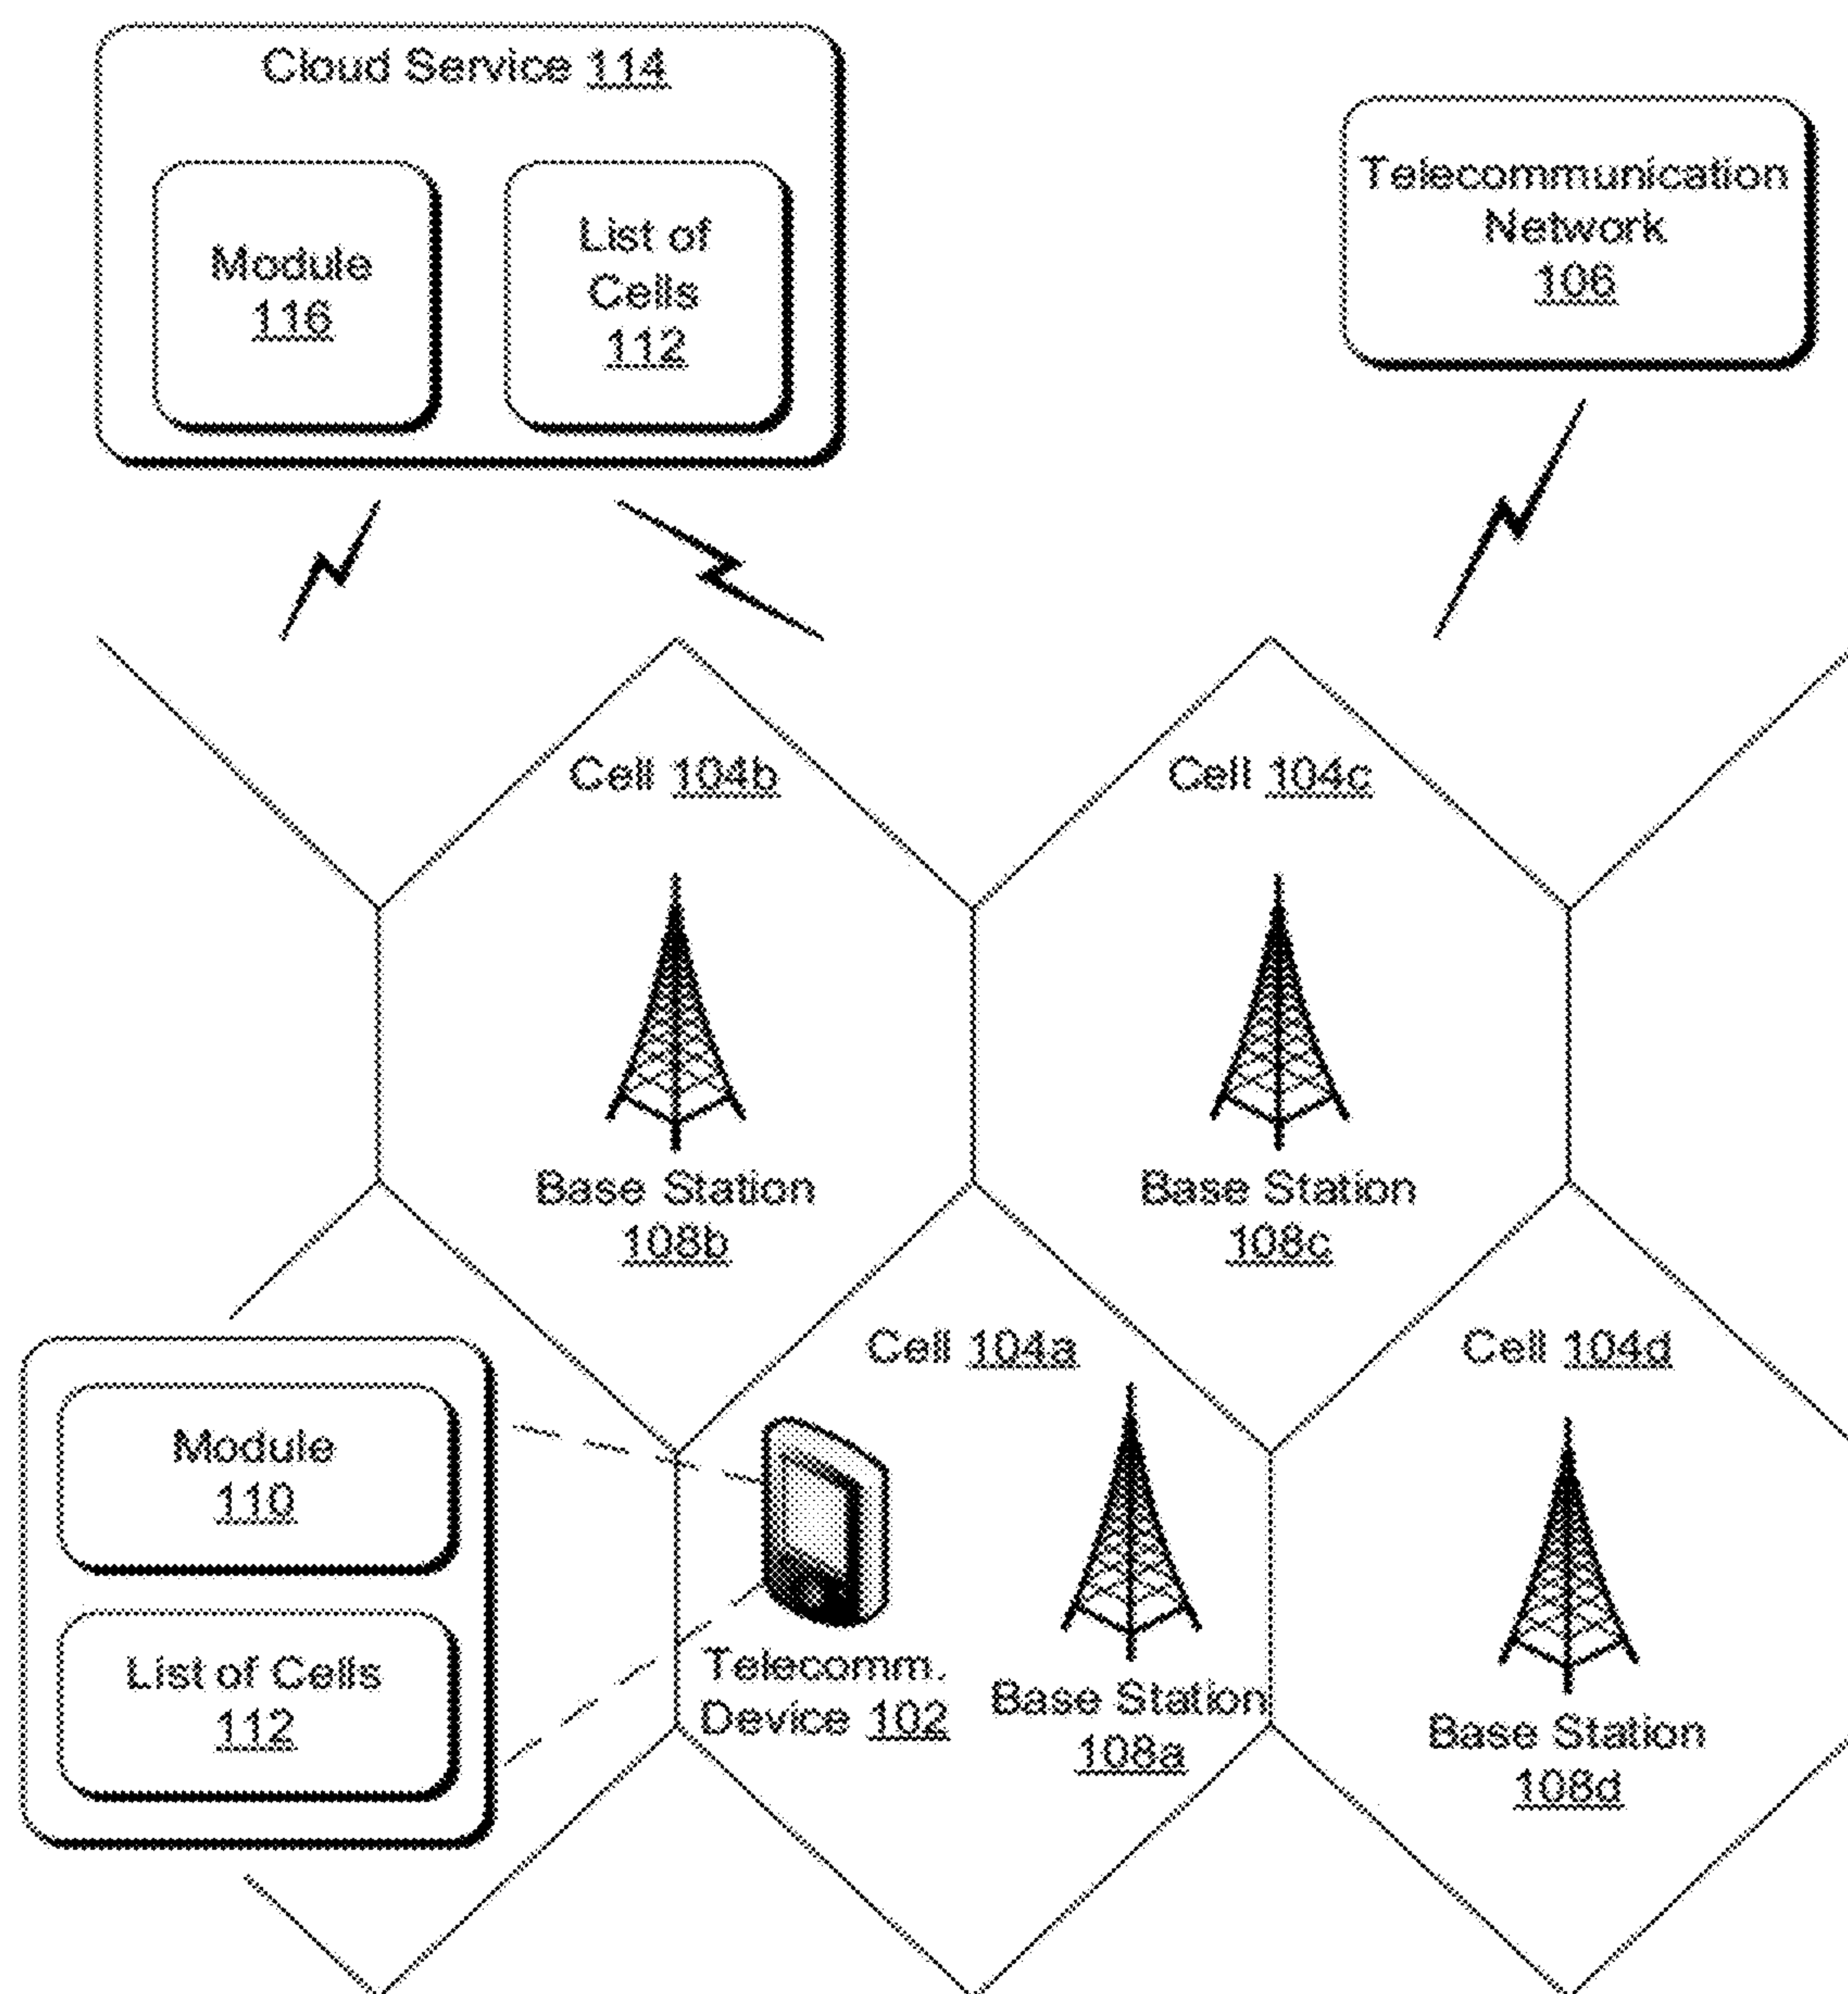 Cloud Service 114
Module
116
List of
Cells
112
Telecommunication
Network
106
Cell 104b
Cell 104c
Base Station
108b
Base Station
108c
Cell 104a
Cell 104d
Module
110
List of Cells
112
Telecomm.
Device 102
Base Station
108a
Base Station
108d